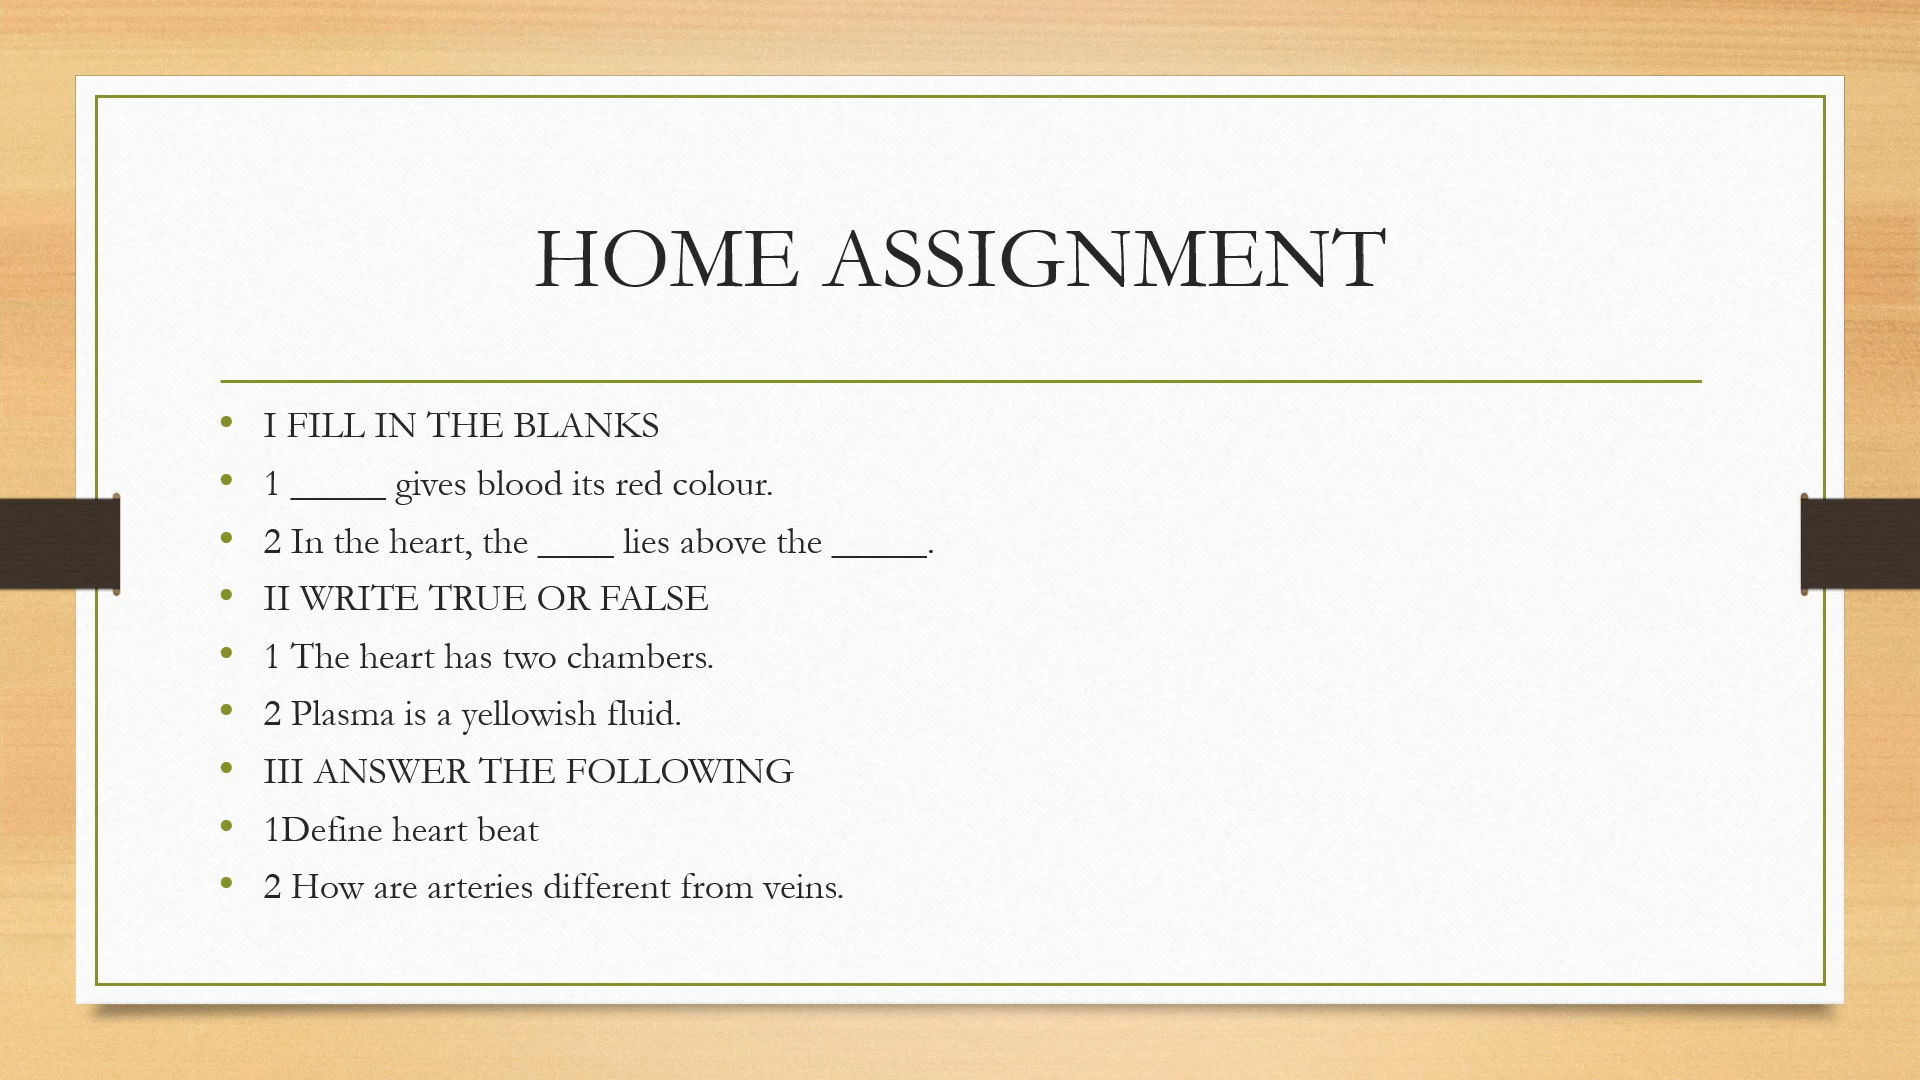 HOME ASSIGNMENT
• I FILL IN THE BLANKS
• 1 _____ gives blood its red colour.
• 2 In the heart, the ____ lies above the _____.
• II WRITE TRUE OR FALSE
• 1 The heart has two chambers.
• 2 Plasma is a yellowish fluid.
• III ANSWER THE FOLLOWING
• 1Define heart beat
• 2 How are arteries different from veins.